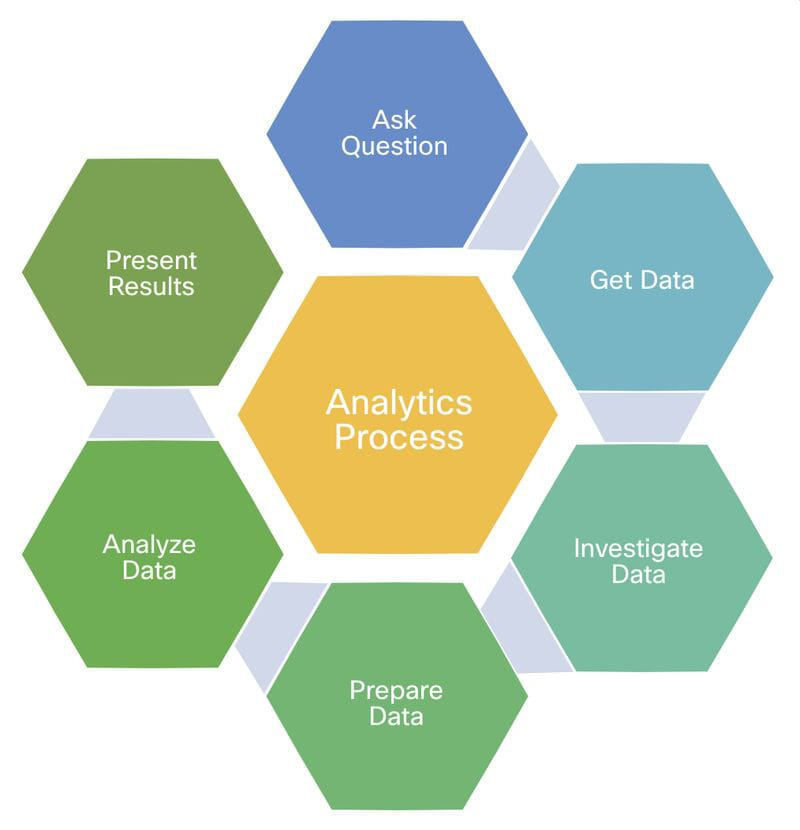 Ask
Question
Get Data
Investigate
Data
Prepare
Data
Analyze
Data
Present
Results
Analytics
Process